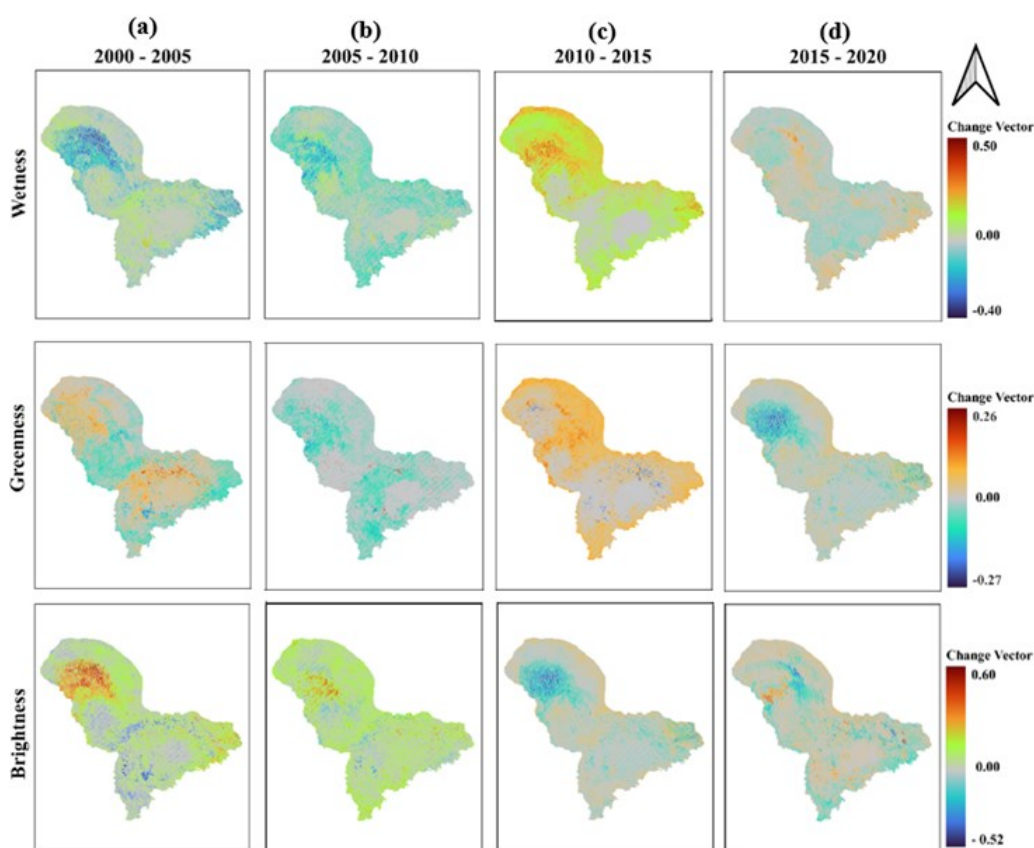 (a) (b) (c) (d)
2000 - 2005 2005 - 2010 2010 - 2015 2015 - 2020
Wetness
Change Vector
0.50
0.00
-0.40
Greenness
Change Vector
0.26
0.00
-0.27
Brightness
Change Vector
0.60
0.00
- 0.52